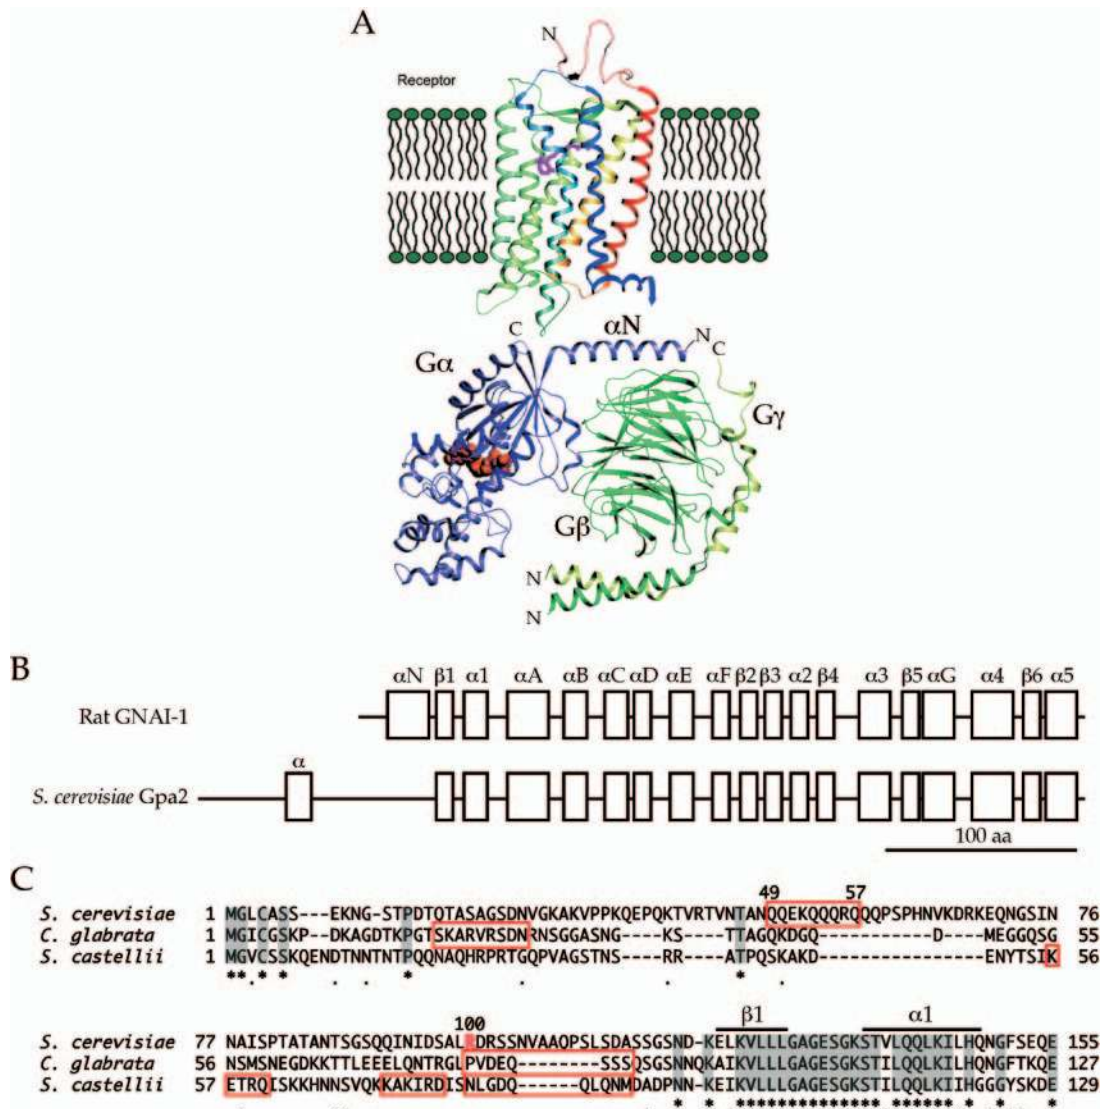 A
N
Receptor
C
αN
N
C
Gα
Gγ
Gβ
N
N
B
αN β1 α1 αA αB αC αD αE αF β2 β3 α2 β4 α3 β5 αG α4 β6 α5
Rat GNAI-1
α
S. cerevisiae Gpa2
100 aa
C
49 57
S. cerevisiae 1 MGLCASS---EKNG-STPDTQTASAGSDNVGKAKVPPKQEPQKTVRTVNTANQQEKQQQRQQQPSPHNVKDRKEQNGSIN 76
C. glabrata 1 MGICGSKP--DKAGDTKPGTSKARVRSDNRNSGGASNG----KS----TTAGQKDGQ-----------D----MEGGQSG 55
S. castellii 1 MGVCSSKQENDTNNTNTPQQNAQHRPRTGQPVAGSTNS----RR----ATPQSKAKD----------------ENYTSIK 56
** * * * *
. . . . .
100 β1 α1
S. cerevisiae 77 NAISPTATANTSGSQQINIDSALEDRSSNVAAQPSLSDASSGSND-KELKVLLLGAGESGKSTVLQQLKILHQNGFSEQE 155
C. glabrata 56 NSMSNEGDKKTTLEEELQNTRGLPVDEQ--------SSSQSGSNNQKAIKVLLLGAGESGKSTILQQLKILHQNGYSKEE 127
S. castellii 57 ETRQISKKHNNSVQKKAKIRDISNLGDQ------QLQNMDADPNN-KEIKVLLLGAGESGKSTILQQLKIIHGGGYSKDE 129
* * ************** ****** * * *